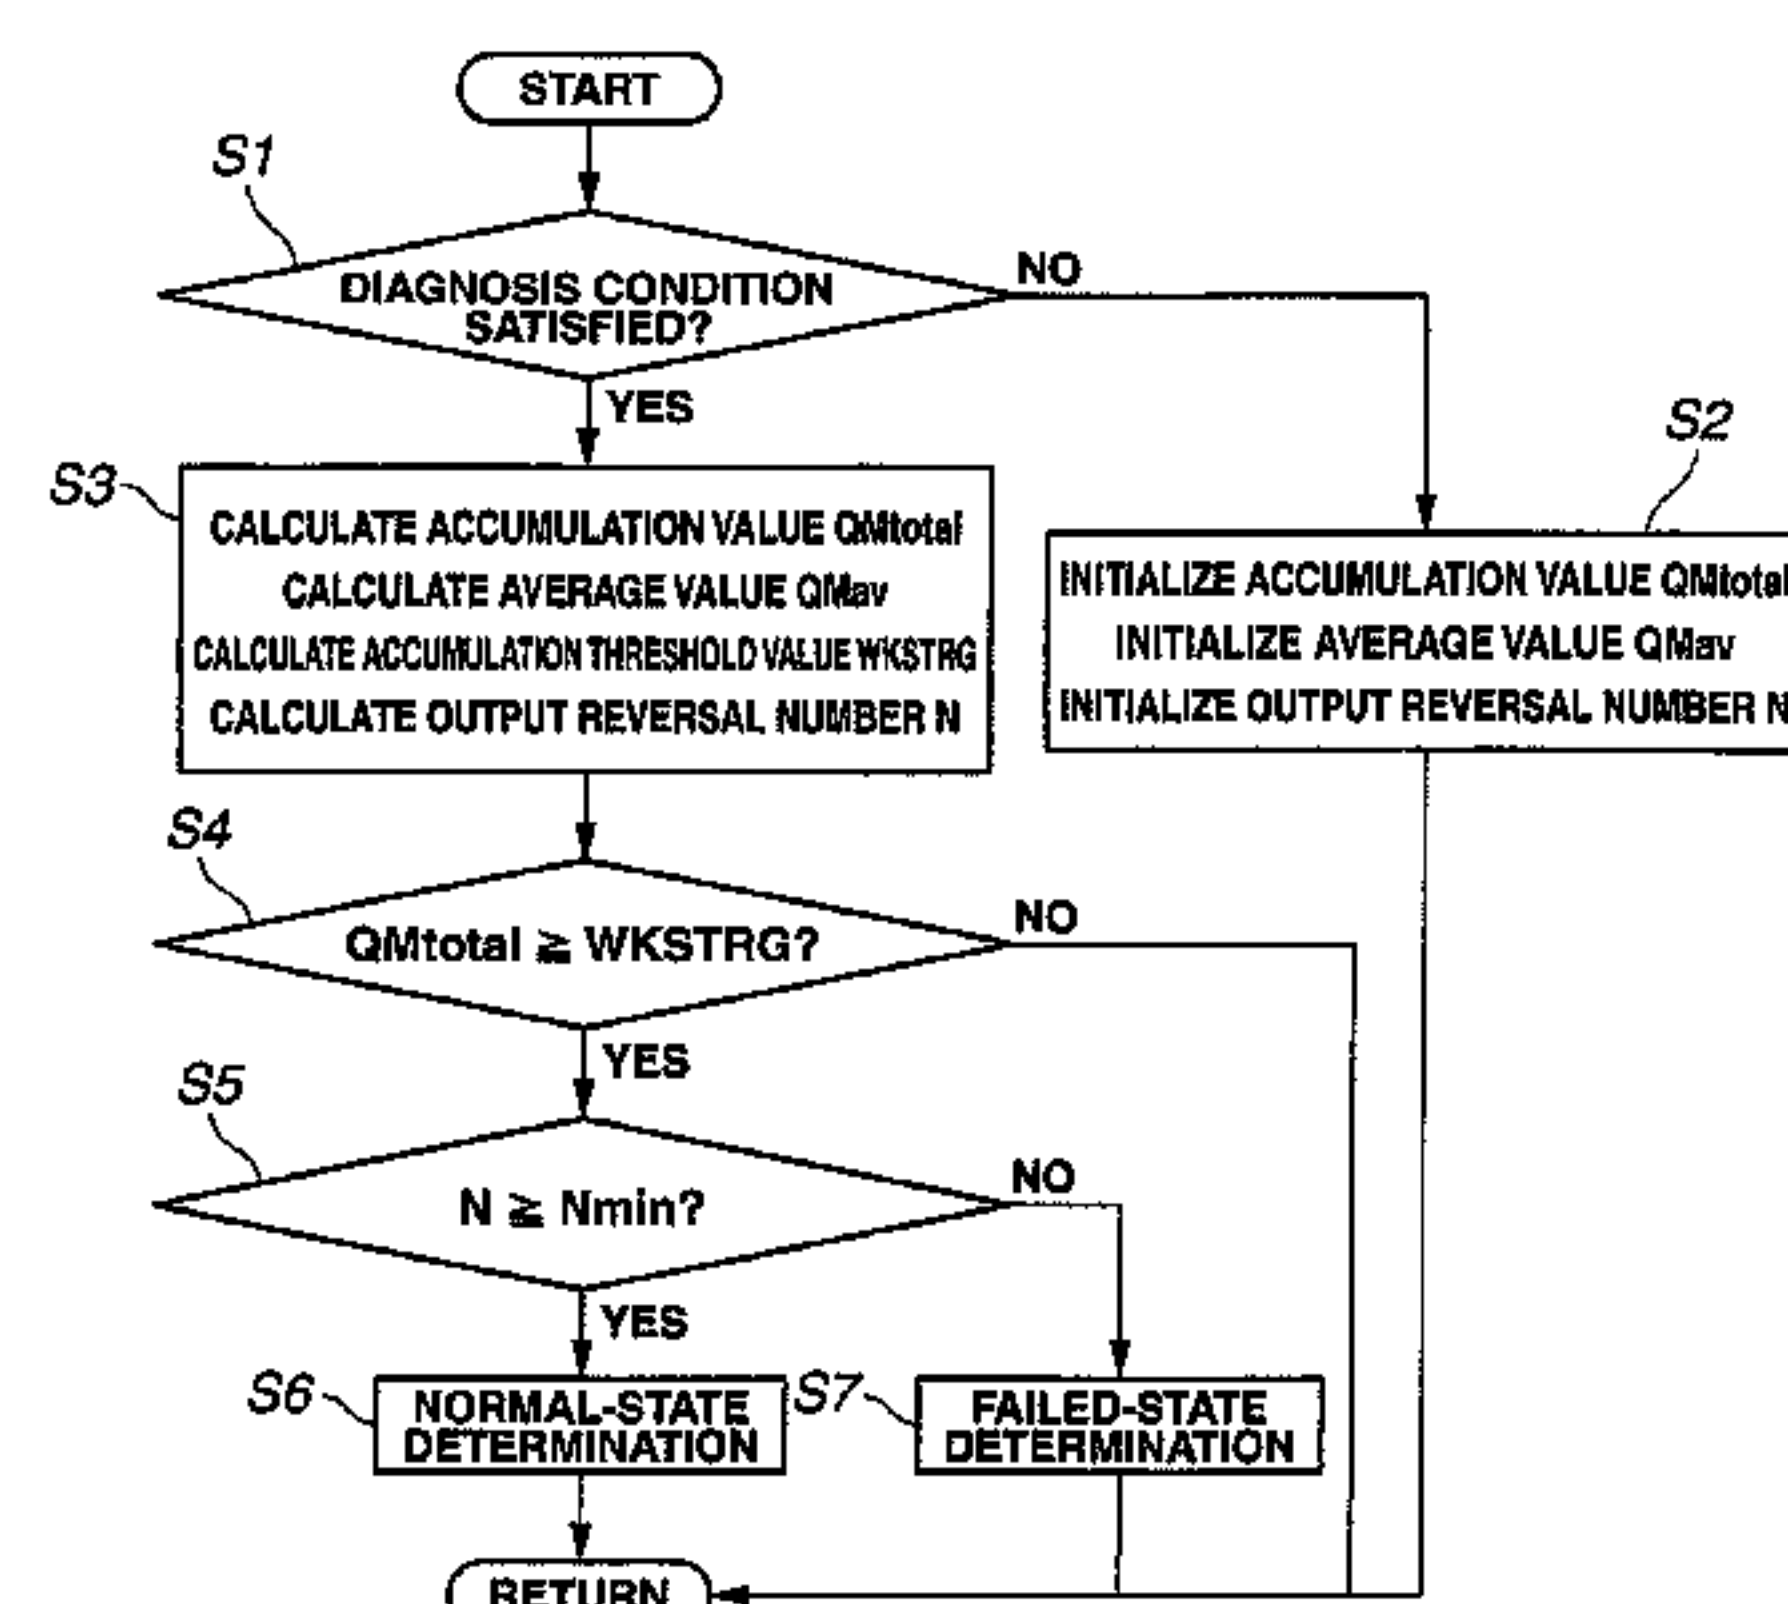 START
S1
DIAGNOSIS CONDITION
SATISFIED?
NO
YES
S2
S3
CALCULATE ACCUMULATION VALUE QMtotal
CALCULATE AVERAGE VALUE QMav
CALCULATE ACCUMULATION THRESHOLD VALUE WKSTRG
CALCULATE OUTPUT REVERSAL NUMBER N
INITIALIZE ACCUMULATION VALUE QMtotal
INITIALIZE AVERAGE VALUE QMav
INITIALIZE OUTPUT REVERSAL NUMBER N
S4
QMtotal ≧ WKSTRG?
NO
YES
S5
N ≧ Nmin?
NO
YES
S6
NORMAL-STATE
DETERMINATION
S7
FAILED-STATE
DETERMINATION
RETURN